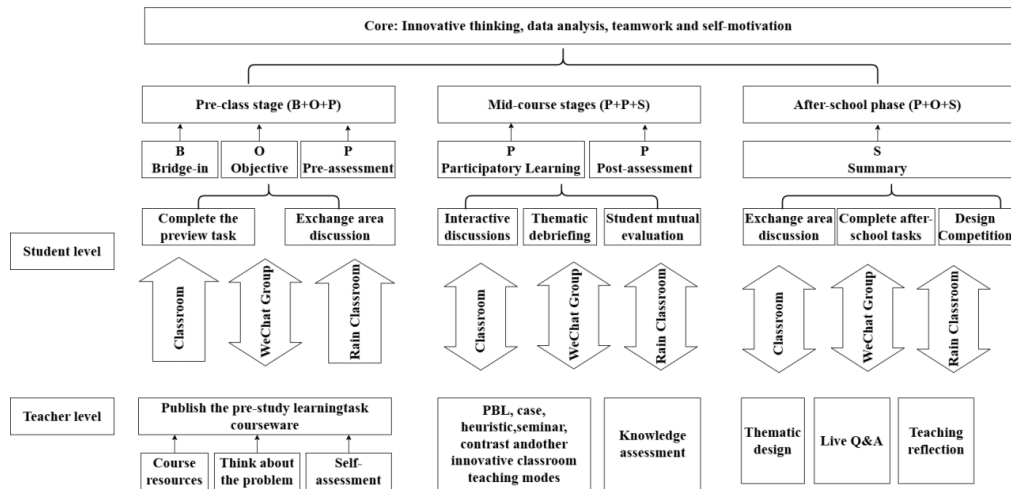 Core: Innovative thinking, data analysis, teamwork and self-motivation
Pre-class stage (B+O+P)
Mid-course stages (P+P+S)
After-school phase (P+O+S)
B
Bridge-in
O
Objective
P
Pre-assessment
P
Participatory Learning
P
Post-assessment
S
Summary
Student level
Complete the
preview task
Exchange area
discussion
Interactive
discussions
Thematic
debriefing
Student mutual
evaluation
Exchange area
discussion
Complete after-
school tasks
Design
Competition
Classroom
WeChat Group
Rain Classroom
Classroom
WeChat Group
Rain Classroom
Classroom
WeChat Group
Rain Classroom
Teacher level
Publish the pre-study learningtask
courseware
Course
resources
Think about
the problem
Self-
assessment
PBL, case,
heuristic,seminar,
contrast andother
innovative classroom
teaching modes
Knowledge
assessment
Thematic
design
Live Q&A
Teaching
reflection